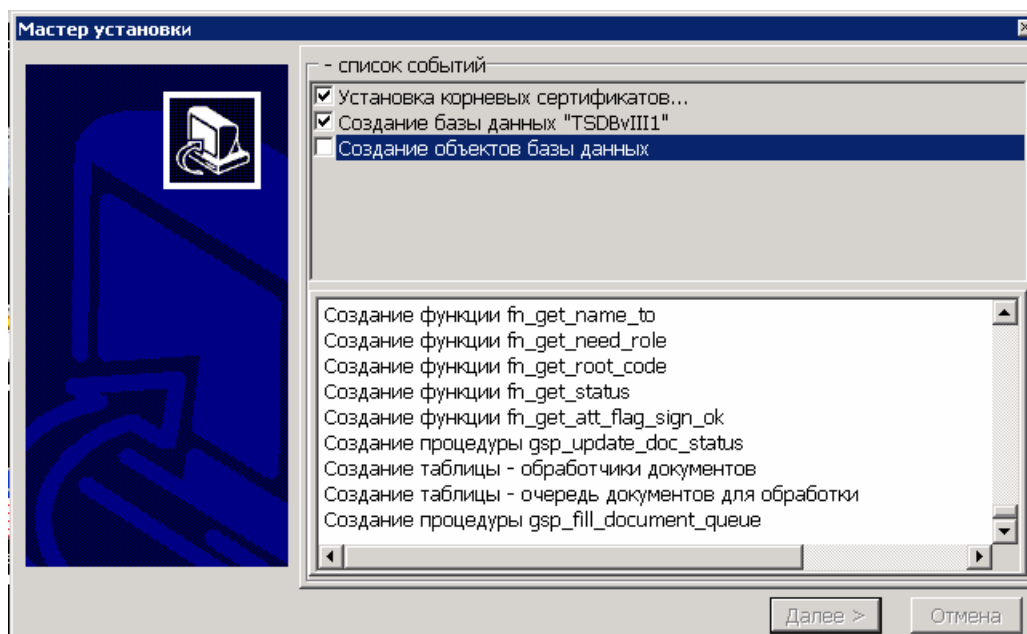 Мастер установки
- список событий
Установка корневых сертификатов...
Создание базы данных "TSDBvIII1"
Создание объектов базы данных
Создание функции fn_get_name_to
Создание функции fn_get_need_role
Создание функции fn_get_root_code
Создание функции fn_get_status
Создание функции fn_get_att_flag_sign_ok
Создание процедуры gsp_update_doc_status
Создание таблицы - обработчики документов
Создание таблицы - очередь документов для обработки
Создание процедуры gsp_fill_document_queue
Далее > Отмена